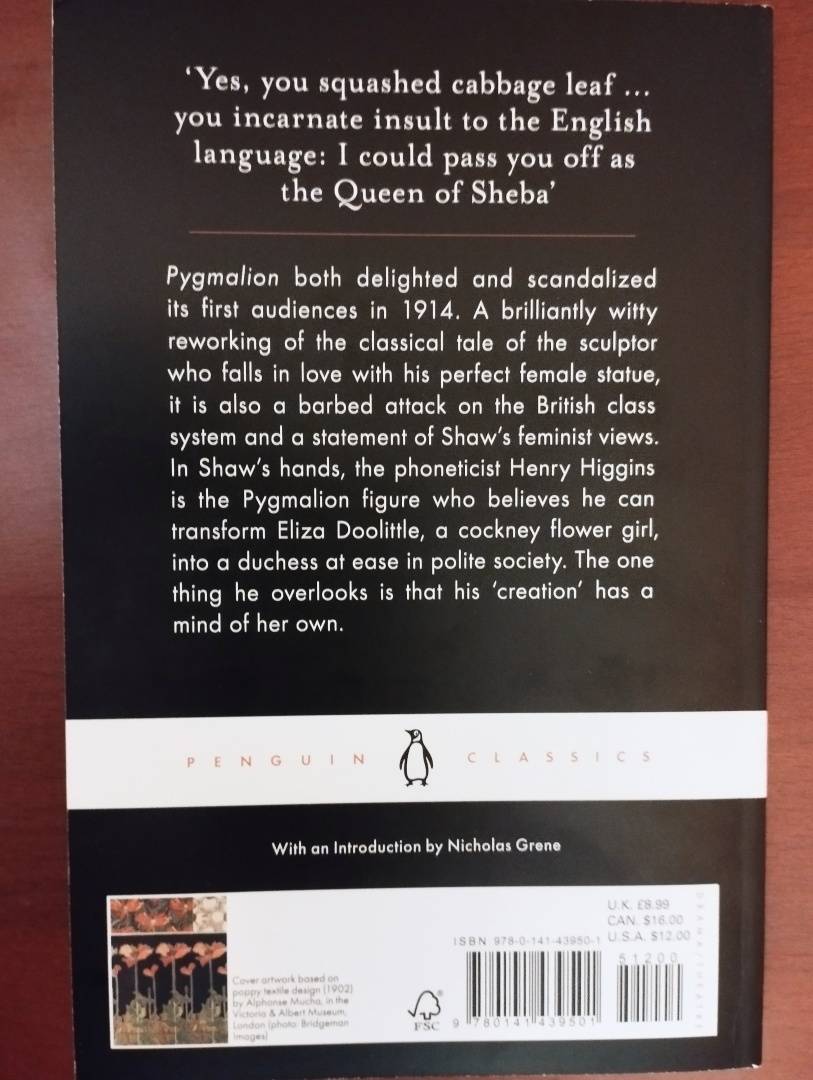 ‘Yes, you squashed cabbage leaf ...
you incarnate insult to the English
language: I could pass you off as
the Queen of Sheba’
Pygmalion both delighted and scandalized
its first audiences in 1914. A brilliantly witty
reworking of the classical tale of the sculptor
who falls in love with his perfect female statue,
it is also a barbed attack on the British class
system and a statement of Shaw’s feminist views.
In Shaw’s hands, the phoneticist Henry Higgins
is the Pygmalion figure who believes he can
transform Eliza Doolittle, a cockney flower girl,
into a duchess at ease in polite society. The one
thing he overlooks is that his ‘creation’ has a
mind of her own.
PENGUIN CLASSICS
With an Introduction by Nicholas Grene
Cover artwork based on
poppy textile design (1902)
by Alphonse Mucha, in the
Victoria & Albert Museum,
London (photo: Bridgeman
Images)
FSC
ISBN 978-0-141-43950-1
9 780141 439501
U.K. £8.99
CAN. $16.00
U.S.A. $12.00
51200